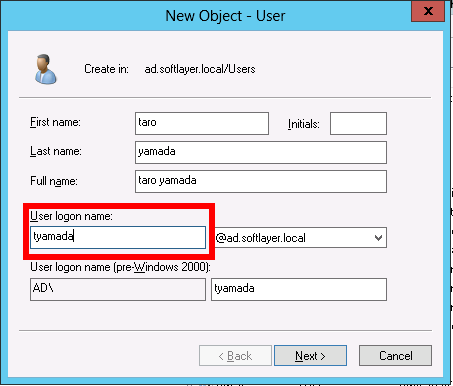 New Object - User
x
Create in: ad.softlayer.local/Users
First name: taro Initials:
Last name: yamada
Full name: taro yamada
User logon name:
tyamada @ad.softlayer.local
User logon name (pre-Windows 2000):
AD\ tyamada
< Back Next > Cancel